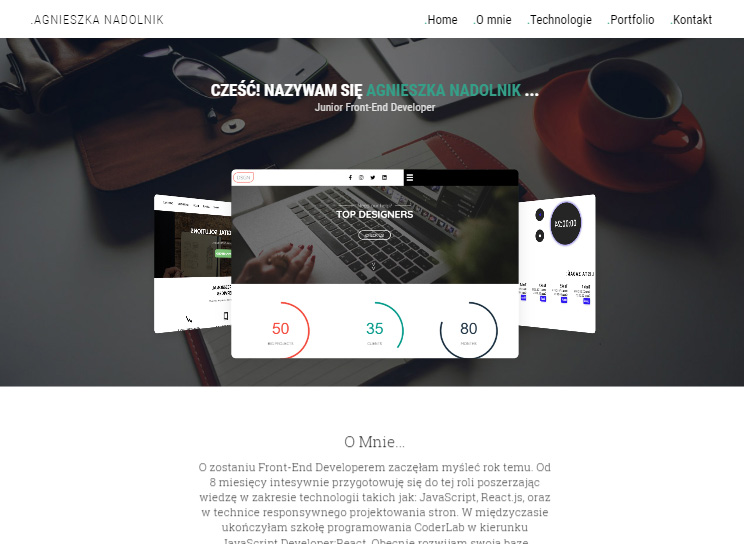 .AGNIESZKA NADOLNIK
.Home .O mnie .Technologie .Portfolio .Kontakt
CZEŚĆ! NAZYWAM SIĘ AGNIESZKA NADOLNIK ...
Junior Front-End Developer
TOP DESIGNERS
50
35
80
O Mnie...
O zostaniu Front-End Developerem zaczęłam myśleć rok temu. Od
8 miesięcy intesywnie przygotowuję się do tej roli poszerzając
wiedzę w zakresie technologii takich jak: JavaScript, React.js, oraz
w technice responsywnego projektowania stron. W międzyczasie
ukończyłam szkołę programowania CoderLab w kierunku
JavaScript Developer:React. Obecnie rozwijam swoją bazę